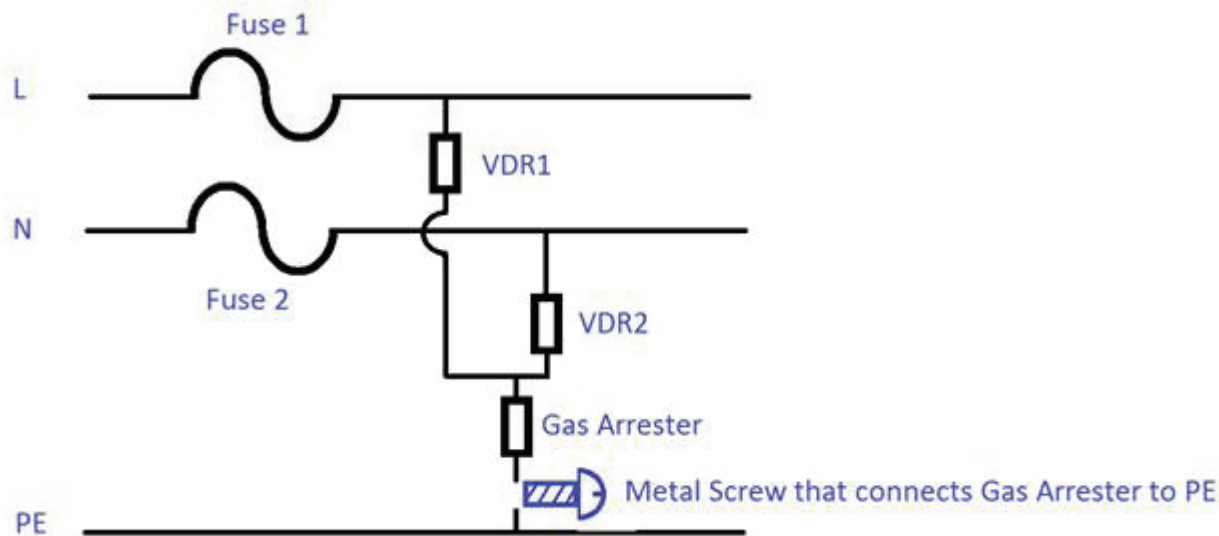 Fuse 1
L
VDR1
N
Fuse 2
VDR2
Gas Arrester
Metal Screw that connects Gas Arrester to PE
PE